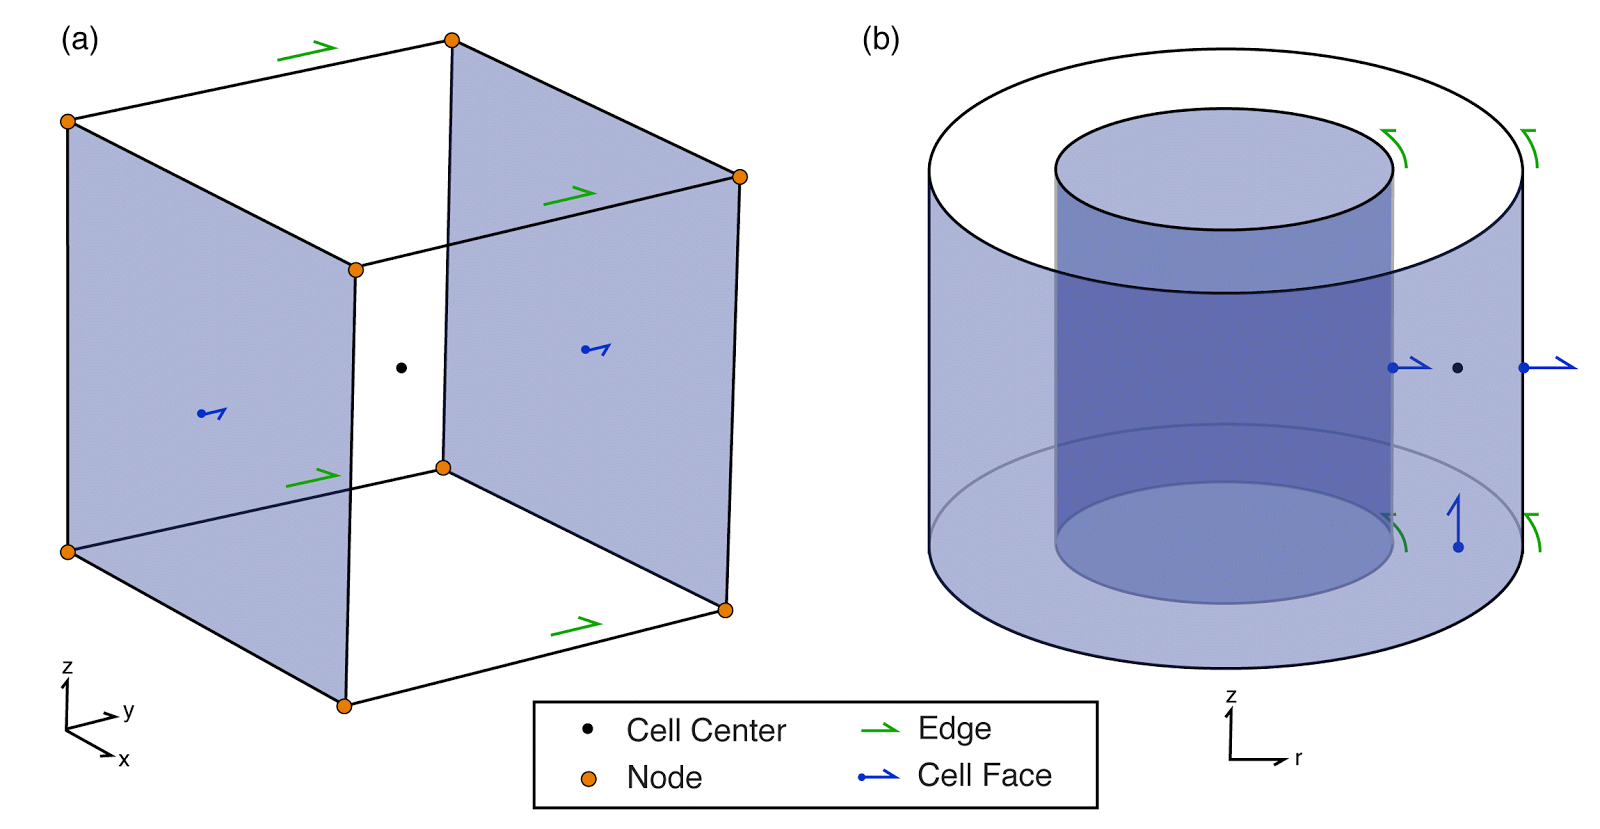 (a)
(b)
z
y
x
z
r
Cell Center
Edge
Node
Cell Face